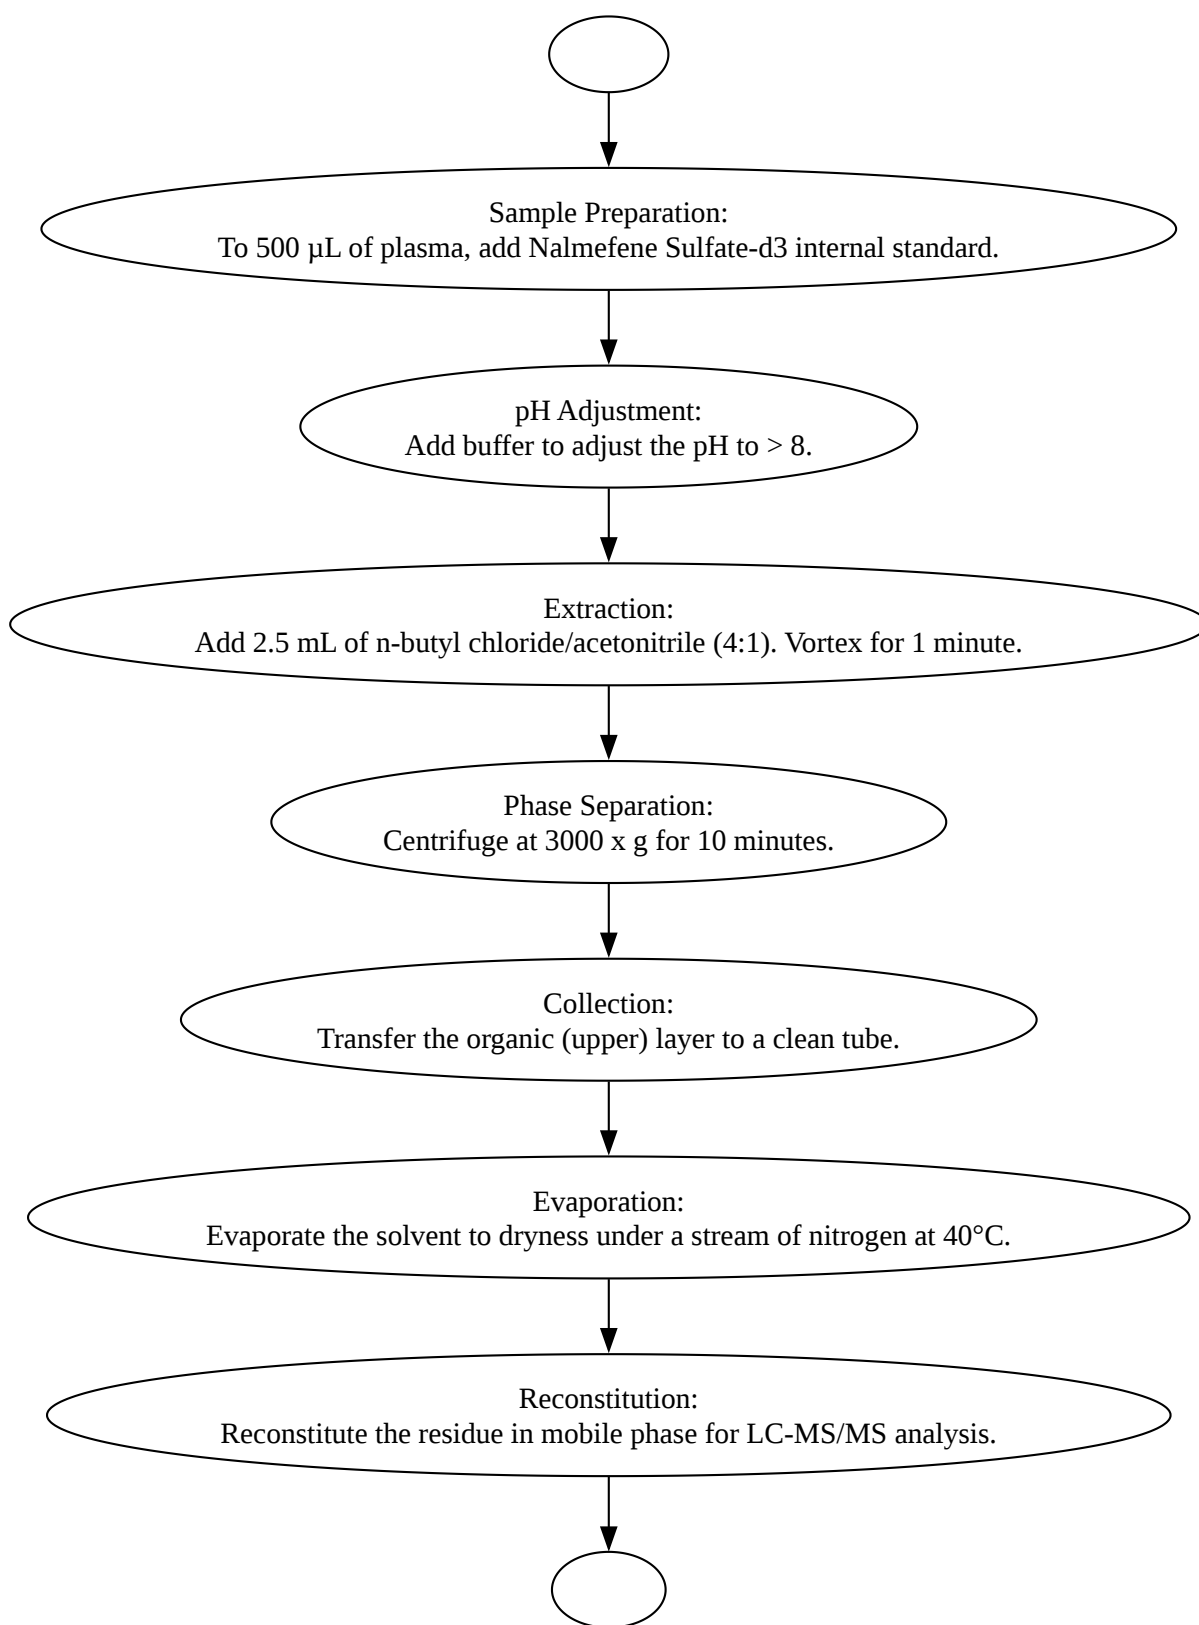 Sample Preparation:
To 500 µL of plasma, add Nalmefene Sulfate-d3 internal standard.
pH Adjustment:
Add buffer to adjust the pH to > 8.
Extraction:
Add 2.5 mL of n-butyl chloride/acetonitrile (4:1). Vortex for 1 minute.
Phase Separation:
Centrifuge at 3000 x g for 10 minutes.
Collection:
Transfer the organic (upper) layer to a clean tube.
Evaporation:
Evaporate the solvent to dryness under a stream of nitrogen at 40°C.
Reconstitution:
Reconstitute the residue in mobile phase for LC-MS/MS analysis.